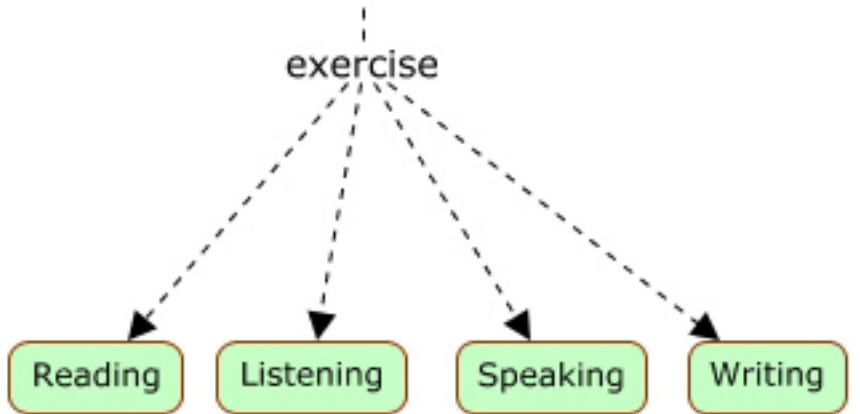 exercise
Reading
Listening
Speaking
Writing